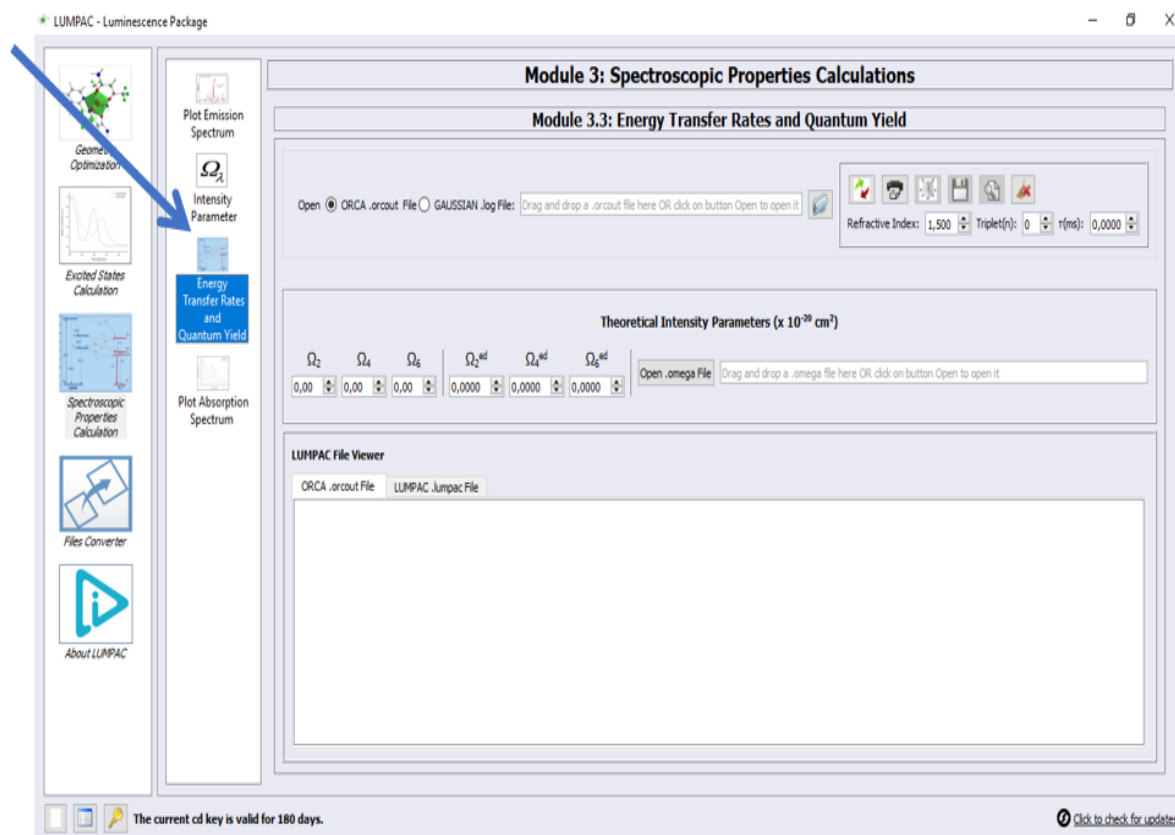 LUMPAC - Luminescence Package
Geometry
Optimization
Excited States
Calculation
Spectroscopic
Properties
Calculation
Files Converter
About LUMPAC
Plot Emission
Spectrum
Ωλ
Intensity
Parameter
Energy
Transfer Rates
and
Quantum Yield
Plot Absorption
Spectrum
Module 3: Spectroscopic Properties Calculations
Module 3.3: Energy Transfer Rates and Quantum Yield
Open ORCA .orcout File GAUSSIAN .log File: Drag and drop a .orcout file here OR click on button Open to open it
Refractive Index: 1,500 Triplet(n): 0 τ(ms): 0,0000
Theoretical Intensity Parameters (x 10⁻²⁰ cm²)
Ω₂ Ω₄ Ω₆ Ω₂ᵉᵈ Ω₄ᵉᵈ Ω₆ᵉᵈ
0,00 0,00 0,00 0,0000 0,0000 0,0000 Open .omega File Drag and drop a .omega file here OR click on button Open to open it
LUMPAC File Viewer
ORCA .orcout File LUMPAC .lumpac File
The current cd key is valid for 180 days.
Click to check for update